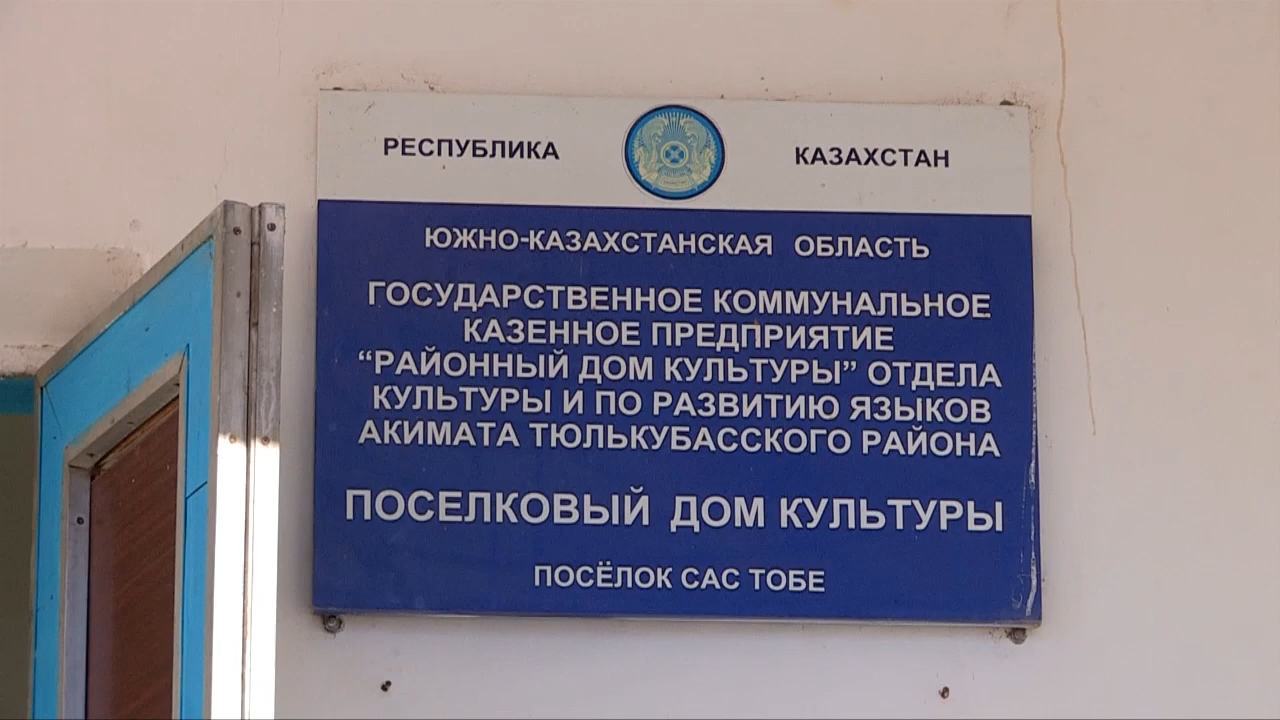 РЕСПУБЛИКА КАЗАХСТАН
ЮЖНО-КАЗАХСТАНСКАЯ ОБЛАСТЬ
ГОСУДАРСТВЕННОЕ КОММУНАЛЬНОЕ
КАЗЕННОЕ ПРЕДПРИЯТИЕ
“РАЙОННЫЙ ДОМ КУЛЬТУРЫ” ОТДЕЛА
КУЛЬТУРЫ И ПО РАЗВИТИЮ ЯЗЫКОВ
АКИМАТА ТЮЛЬКУБАССКОГО РАЙОНА
ПОСЕЛКОВЫЙ ДОМ КУЛЬТУРЫ
ПОСЁЛОК САС ТОБЕ